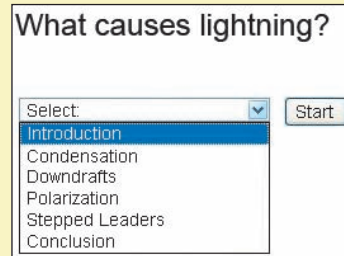 What causes lightning?
Select: Start
Introduction
Condensation
Downdrafts
Polarization
Stepped Leaders
Conclusion